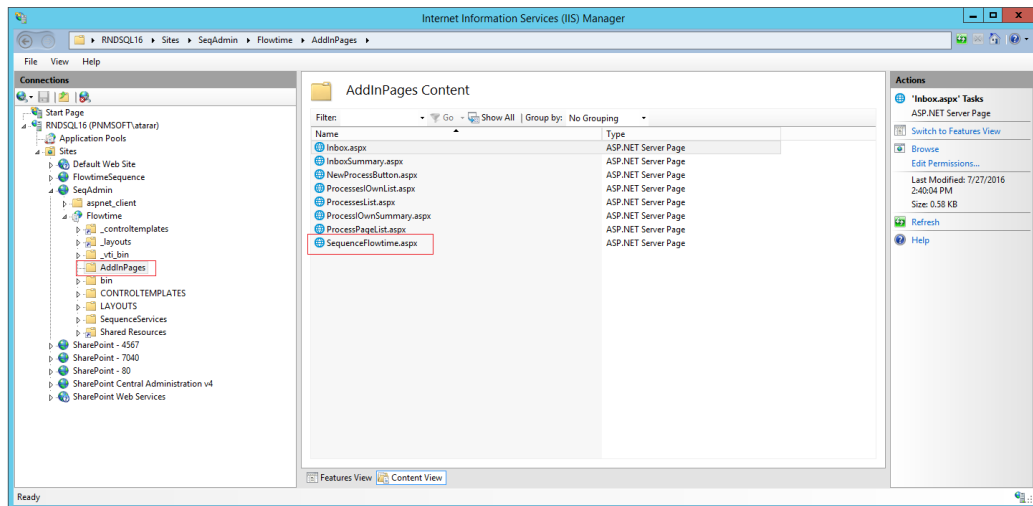 Internet Information Services (IIS) Manager
RNDSQL16 Sites SeqAdmin Flowtime AddInPages
File View Help
Connections
Start Page
RNDSQL16 (PNMSOFT\atarar)
Application Pools
Sites
Default Web Site
FlowtimeSequence
SeqAdmin
aspnet_client
Flowtime
_controltemplates
_layouts
_vti_bin
AddInPages
bin
CONTROLTEMPLATES
LAYOUTS
SequenceServices
Shared Resources
SharePoint - 4567
SharePoint - 7040
SharePoint - 80
SharePoint Central Administration v4
SharePoint Web Services
AddInPages Content
Filter: Go Show All Group by: No Grouping
Name Type
Inbox.aspx ASP.NET Server Page
InboxSummary.aspx ASP.NET Server Page
NewProcessButton.aspx ASP.NET Server Page
ProcessesIOwnList.aspx ASP.NET Server Page
ProcessesList.aspx ASP.NET Server Page
ProcessIOwnSummary.aspx ASP.NET Server Page
ProcessPageList.aspx ASP.NET Server Page
SequenceFlowtime.aspx ASP.NET Server Page
Features View Content View
Actions
'Inbox.aspx' Tasks
ASP.NET Server Page
Switch to Features View
Browse
Edit Permissions...
Last Modified: 7/27/2016
2:40:04 PM
Size: 0.58 KB
Refresh
Help
Ready